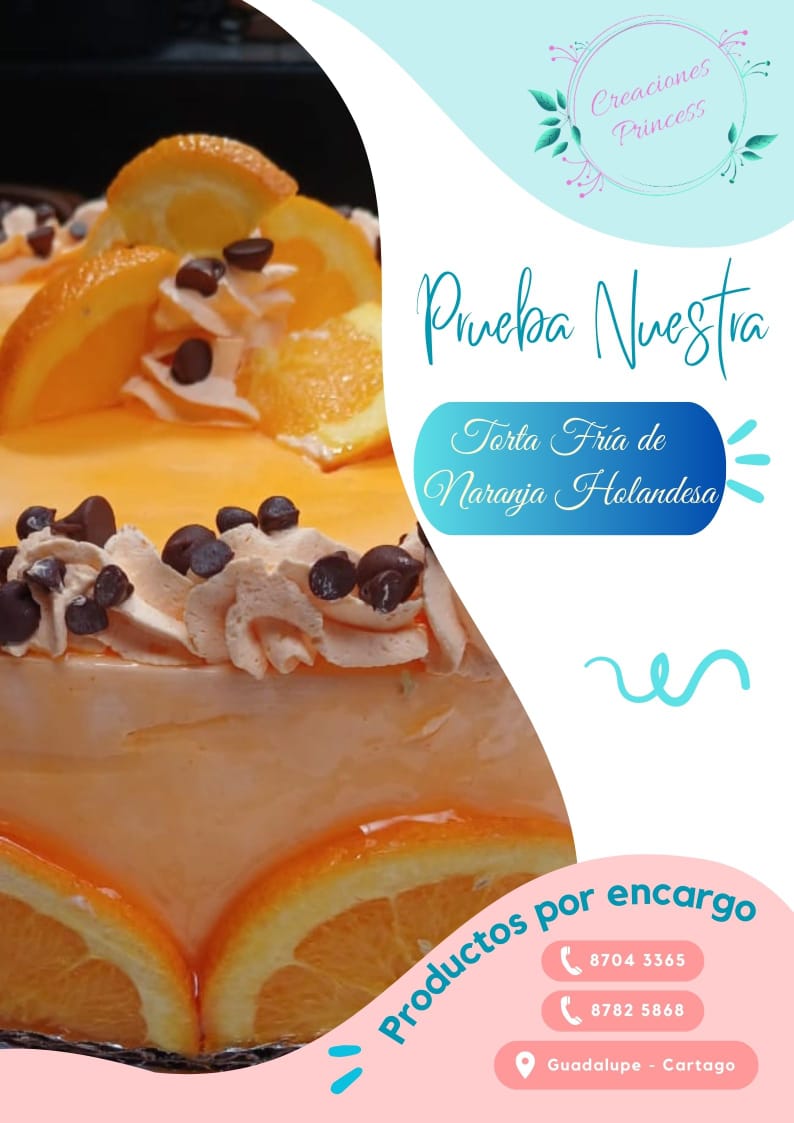 Creaciones
Princess
Prueba Nuestra
Torta Fría de
Naranja Holandesa
Productos por encargo
8704 3365
8782 5868
Guadalupe - Cartago